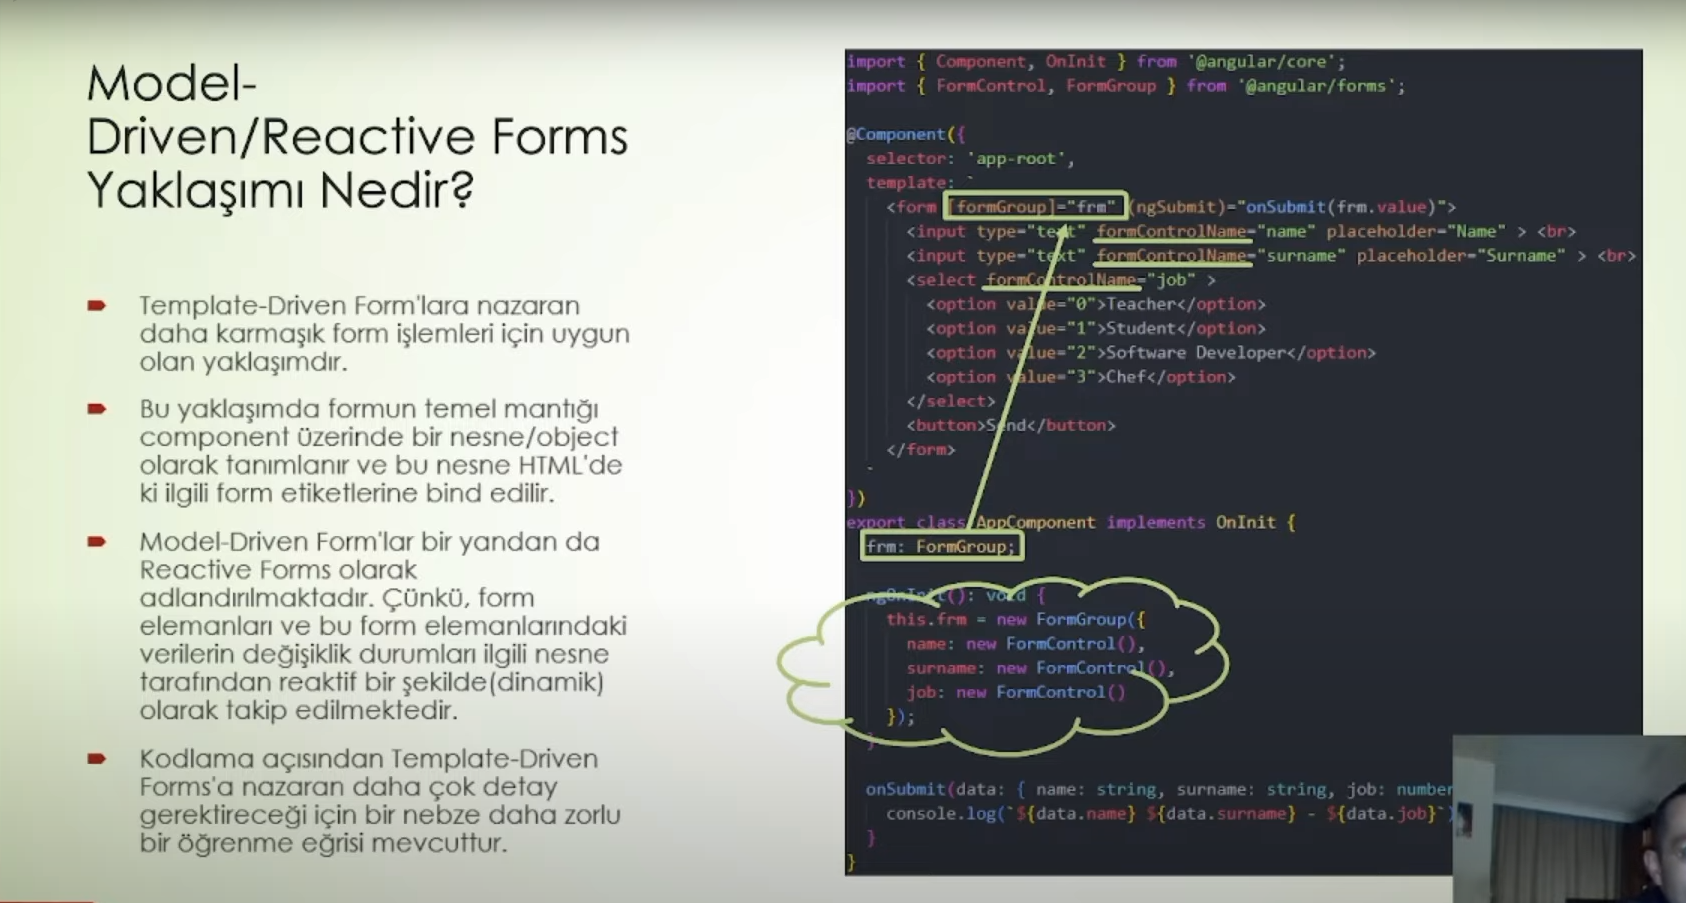 Model-
Driven/Reactive Forms
Yaklaşımı Nedir?
Template-Driven Form'lara nazaran
daha karmaşık form işlemleri için uygun
olan yaklaşımdır.
Bu yaklaşımda formun temel mantığı
component üzerinde bir nesne/object
olarak tanımlanır ve bu nesne HTML'de
ki ilgili form etiketlerine bind edilir.
Model-Driven Form'lar bir yandan da
Reactive Forms olarak
adlandırılmaktadır. Çünkü, form
elemanları ve bu form elemanlarındaki
verilerin değişiklik durumları ilgili nesne
tarafından reaktif bir şekilde(dinamik)
olarak takip edilmektedir.
Kodlama açısından Template-Driven
Forms'a nazaran daha çok detay
gerektireceği için bir nebze daha zorlu
bir öğrenme eğrisi mevcuttur.
import { Component, OnInit } from '@angular/core';
import { FormControl, FormGroup } from '@angular/forms';
@Component({
selector: 'app-root',
template: `
<form [formGroup]="frm" (ngSubmit)="onSubmit(frm.value)">
<input type="text" formControlName="name" placeholder="Name" > <br>
<input type="text" formControlName="surname" placeholder="Surname" > <br>
<select formControlName="job" >
<option value="0">Teacher</option>
<option value="1">Student</option>
<option value="2">Software Developer</option>
<option value="3">Chef</option>
</select>
<button>Send</button>
</form>
`
})
export class AppComponent implements OnInit {
frm: FormGroup;
ngOnInit(): void {
this.frm = new FormGroup({
name: new FormControl(),
surname: new FormControl(),
job: new FormControl()
});
}
onSubmit(data: { name: string, surname: string, job: number
console.log(`${data.name} ${data.surname} - ${data.job}`)
}
}